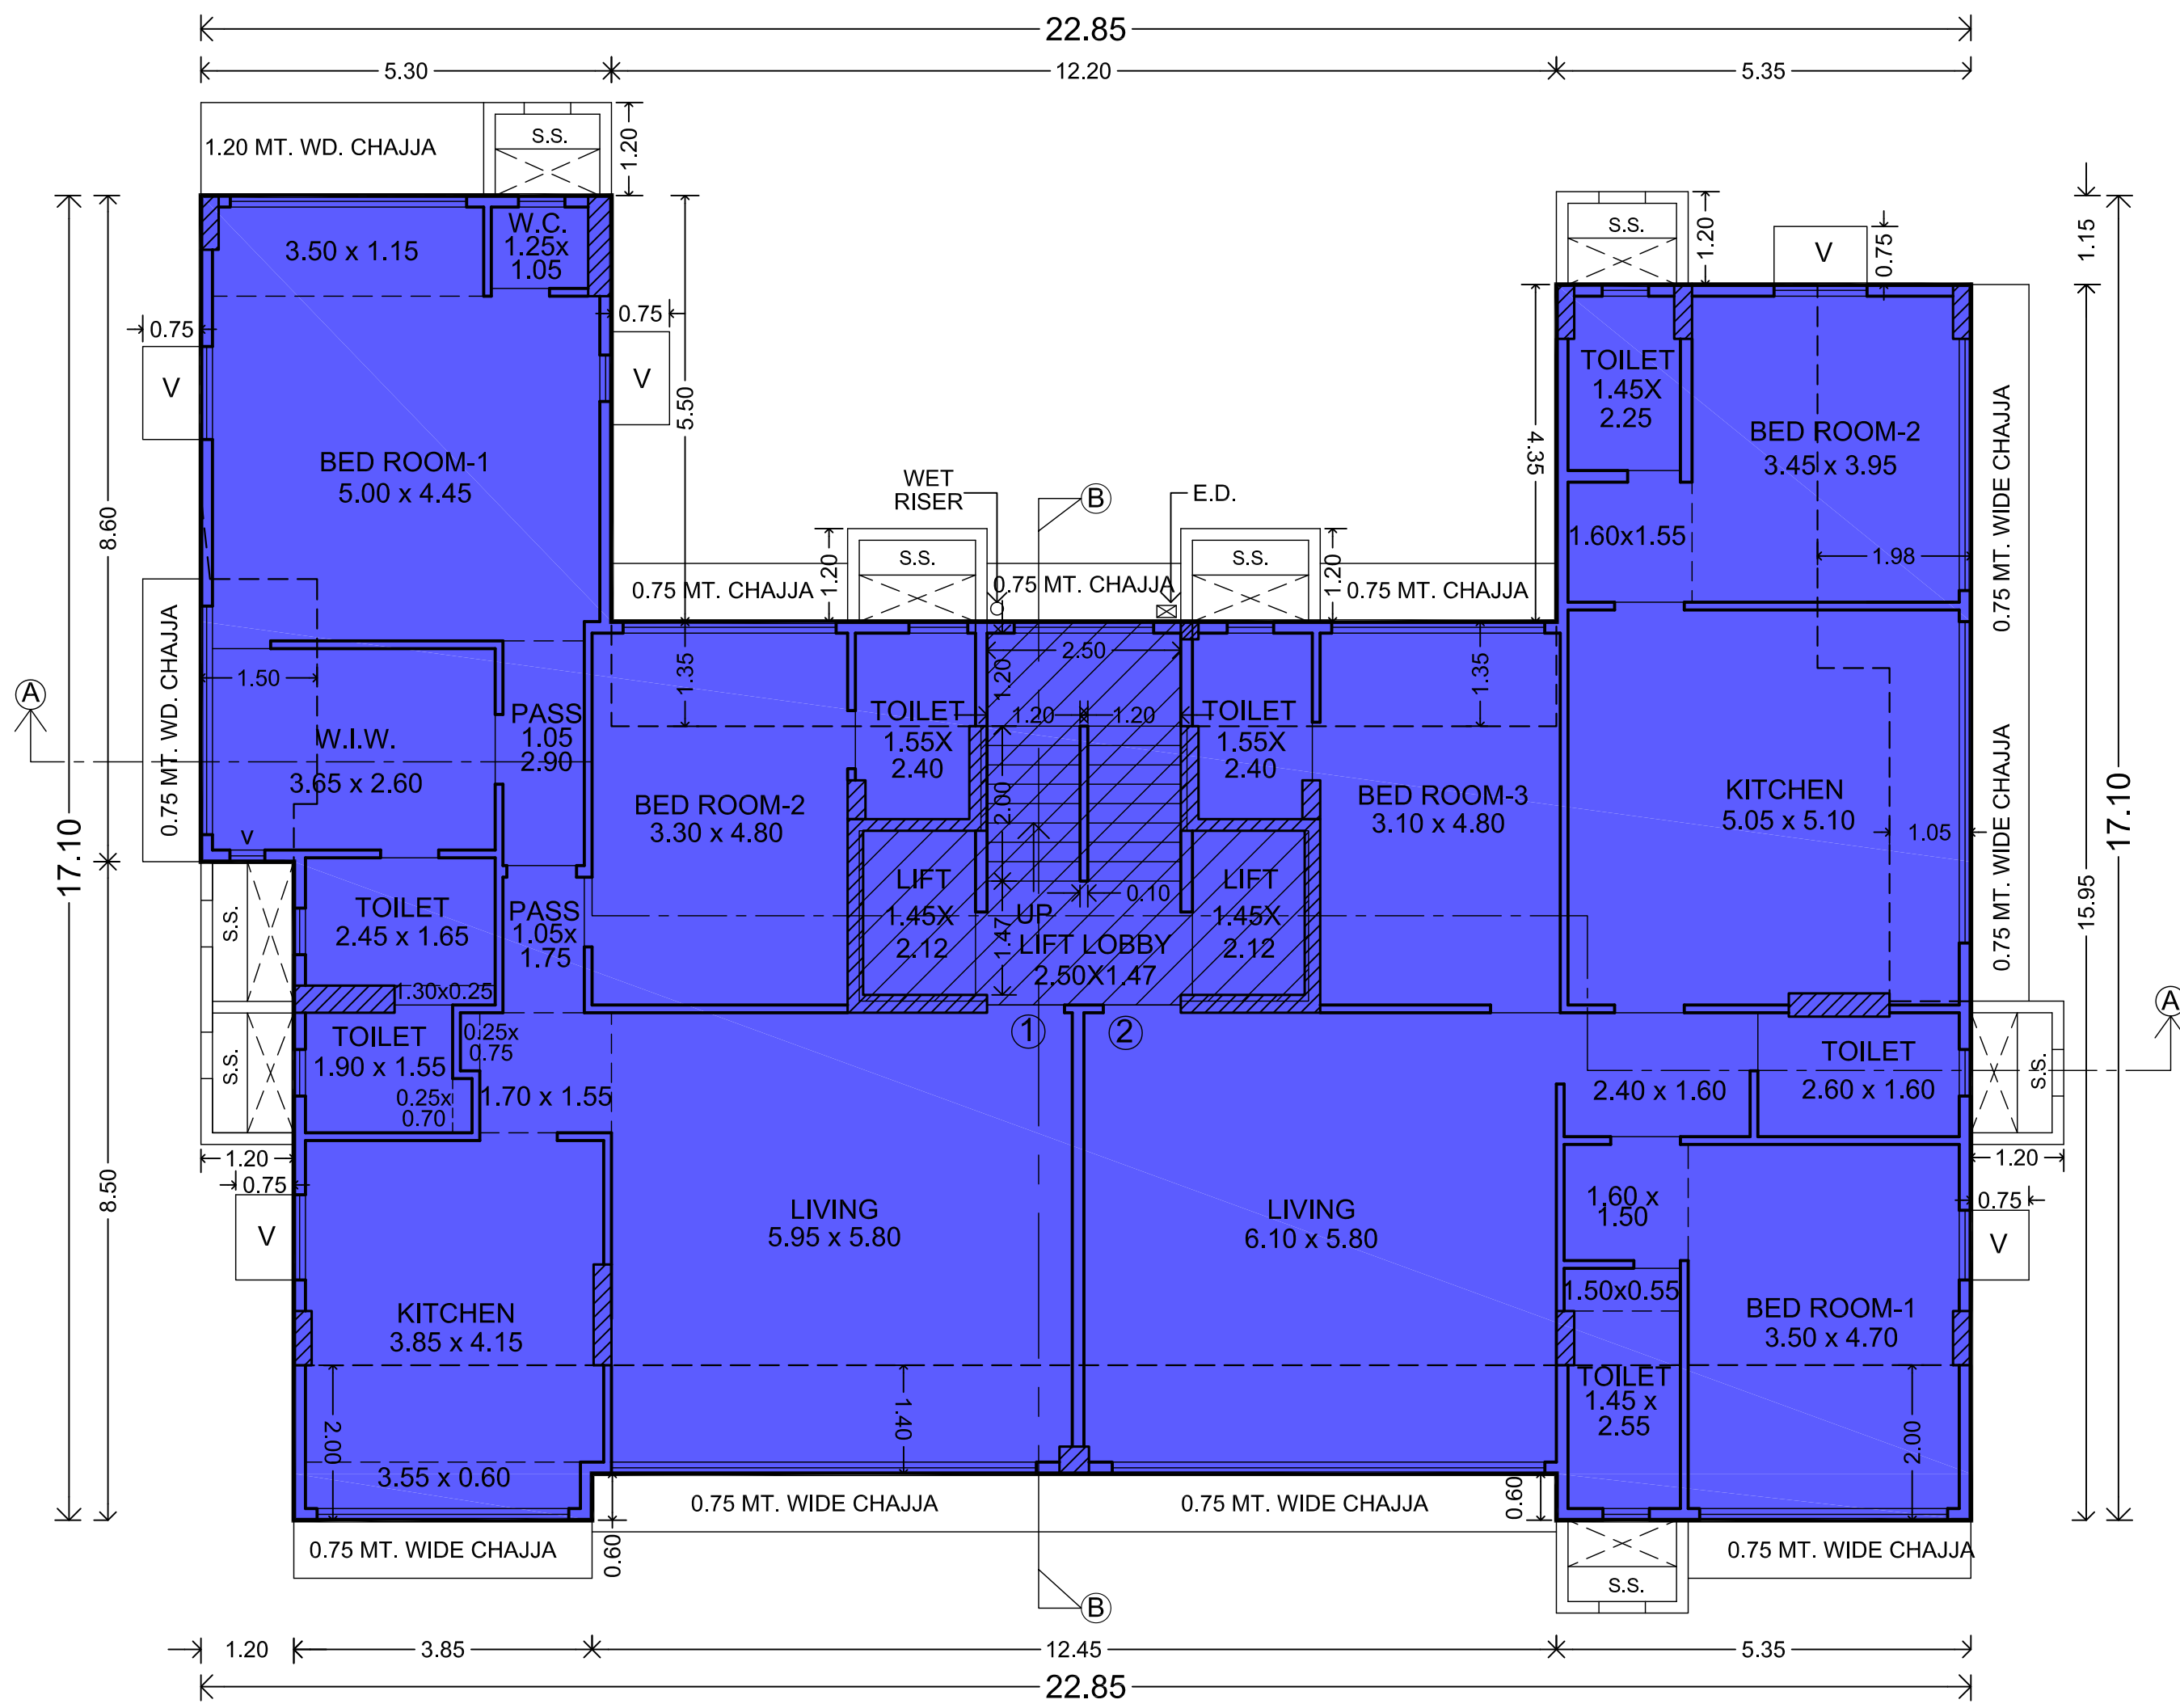 22.85
5.30
12.20
5.35
1.20 MT. WD. CHAJJA
S.S.
1.20
3.50 x 1.15
W.C.
1.25x
1.05
S.S.
1.20
V
0.75
1.15
0.75
V
0.75
V
5.50
8.60
17.10
BED ROOM-1
5.00 x 4.45
WET
RISER
B
E.D.
4.35
TOILET
1.45X
2.25
BED ROOM-2
3.45 x 3.95
1.60x1.55
1.98
0.75 MT. WIDE CHAJJA
0.75 MT. CHAJJA
1.20
S.S.
0.75 MT. CHAJJA
S.S.
1.20
0.75 MT. CHAJJA
0.75 MT. WD. CHAJJA
A
1.50
W.I.W.
3.65 x 2.60
V
PASS
1.05
2.90
1.35
BED ROOM-2
3.30 x 4.80
TOILET
1.55X
2.40
2.50
1.20
1.20
1.20
2.00
TOILET
1.55X
2.40
1.35
BED ROOM-3
3.10 x 4.80
KITCHEN
5.05 x 5.10
1.05
0.75 MT. WIDE CHAJJA
17.10
15.95
S.S.
TOILET
2.45 x 1.65
PASS
1.05x
1.75
LIFT
1.45X
2.12
UP
0.10
1.47
LIFT LOBBY
2.50X1.47
LIFT
1.45X
2.12
1.30x0.25
S.S.
TOILET
1.90 x 1.55
0.25x
0.75
0.25x
0.70
1.70 x 1.55
1
2
2.40 x 1.60
TOILET
2.60 x 1.60
S.S.
A
1.20
0.75
V
8.50
1.20
0.75
V
LIVING
5.95 x 5.80
LIVING
6.10 x 5.80
1.60 x
1.50
1.50x0.55
KITCHEN
3.85 x 4.15
BED ROOM-1
3.50 x 4.70
TOILET
1.45 x
2.55
2.00
1.40
2.00
3.55 x 0.60
0.75 MT. WIDE CHAJJA
0.75 MT. WIDE CHAJJA
0.60
0.75 MT. WIDE CHAJJA
0.60
0.75 MT. WIDE CHAJJA
S.S.
B
1.20
3.85
12.45
5.35
22.85